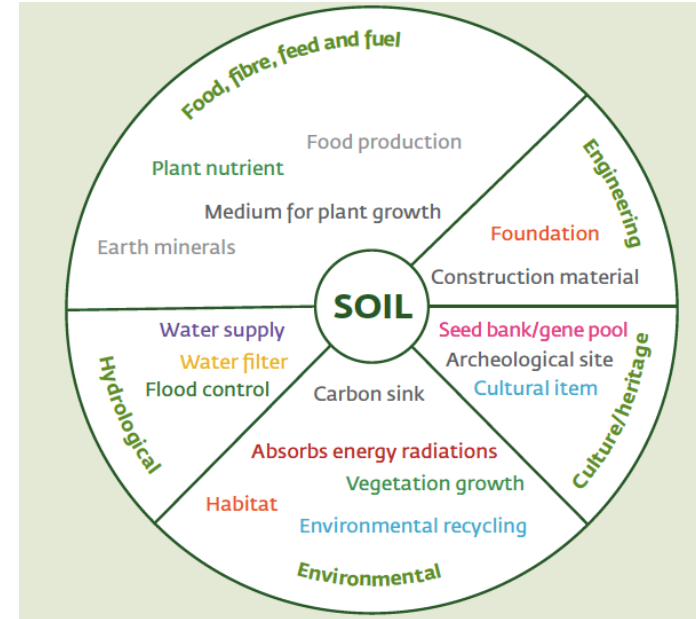 Food, fibre, feed and fuel
Food production
Plant nutrient
Medium for plant growth
Earth minerals
Engineering
Foundation
Construction material
SOIL
Hydrological
Water supply
Water filter
Flood control
Seed bank/gene pool
Archeological site
Cultural item
Culture/heritage
Carbon sink
Absorbs energy radiations
Vegetation growth
Habitat
Environmental recycling
Environmental